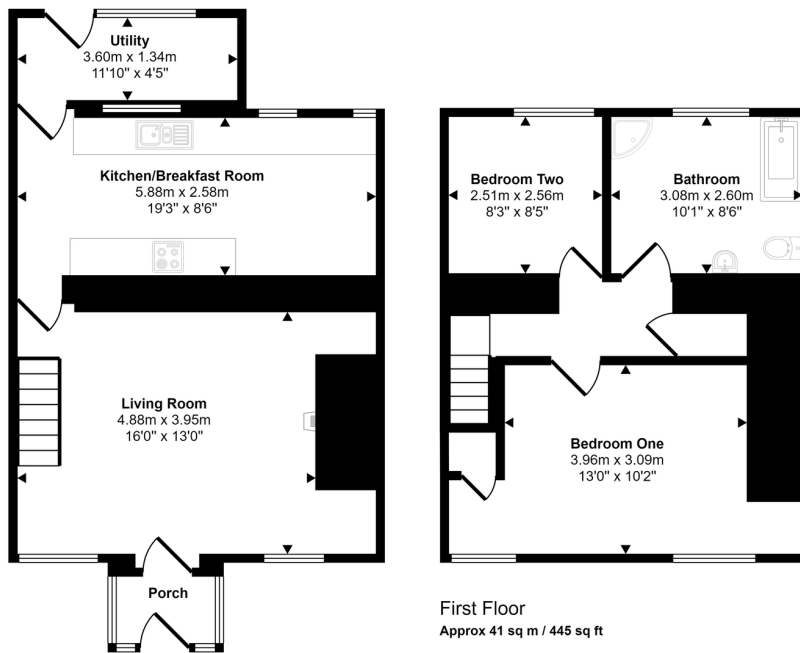 Utility
3.60m x 1.34m
11'10" x 4'5"
Kitchen/Breakfast Room
5.88m x 2.58m
19'3" x 8'6"
Living Room
4.88m x 3.95m
16'0" x 13'0"
Porch
Bedroom Two
2.51m x 2.56m
8'3" x 8'5"
Bathroom
3.08m x 2.60m
10'1" x 8'6"
Bedroom One
3.96m x 3.09m
13'0" x 10'2"
First Floor
Approx 41 sq m / 445 sq ft